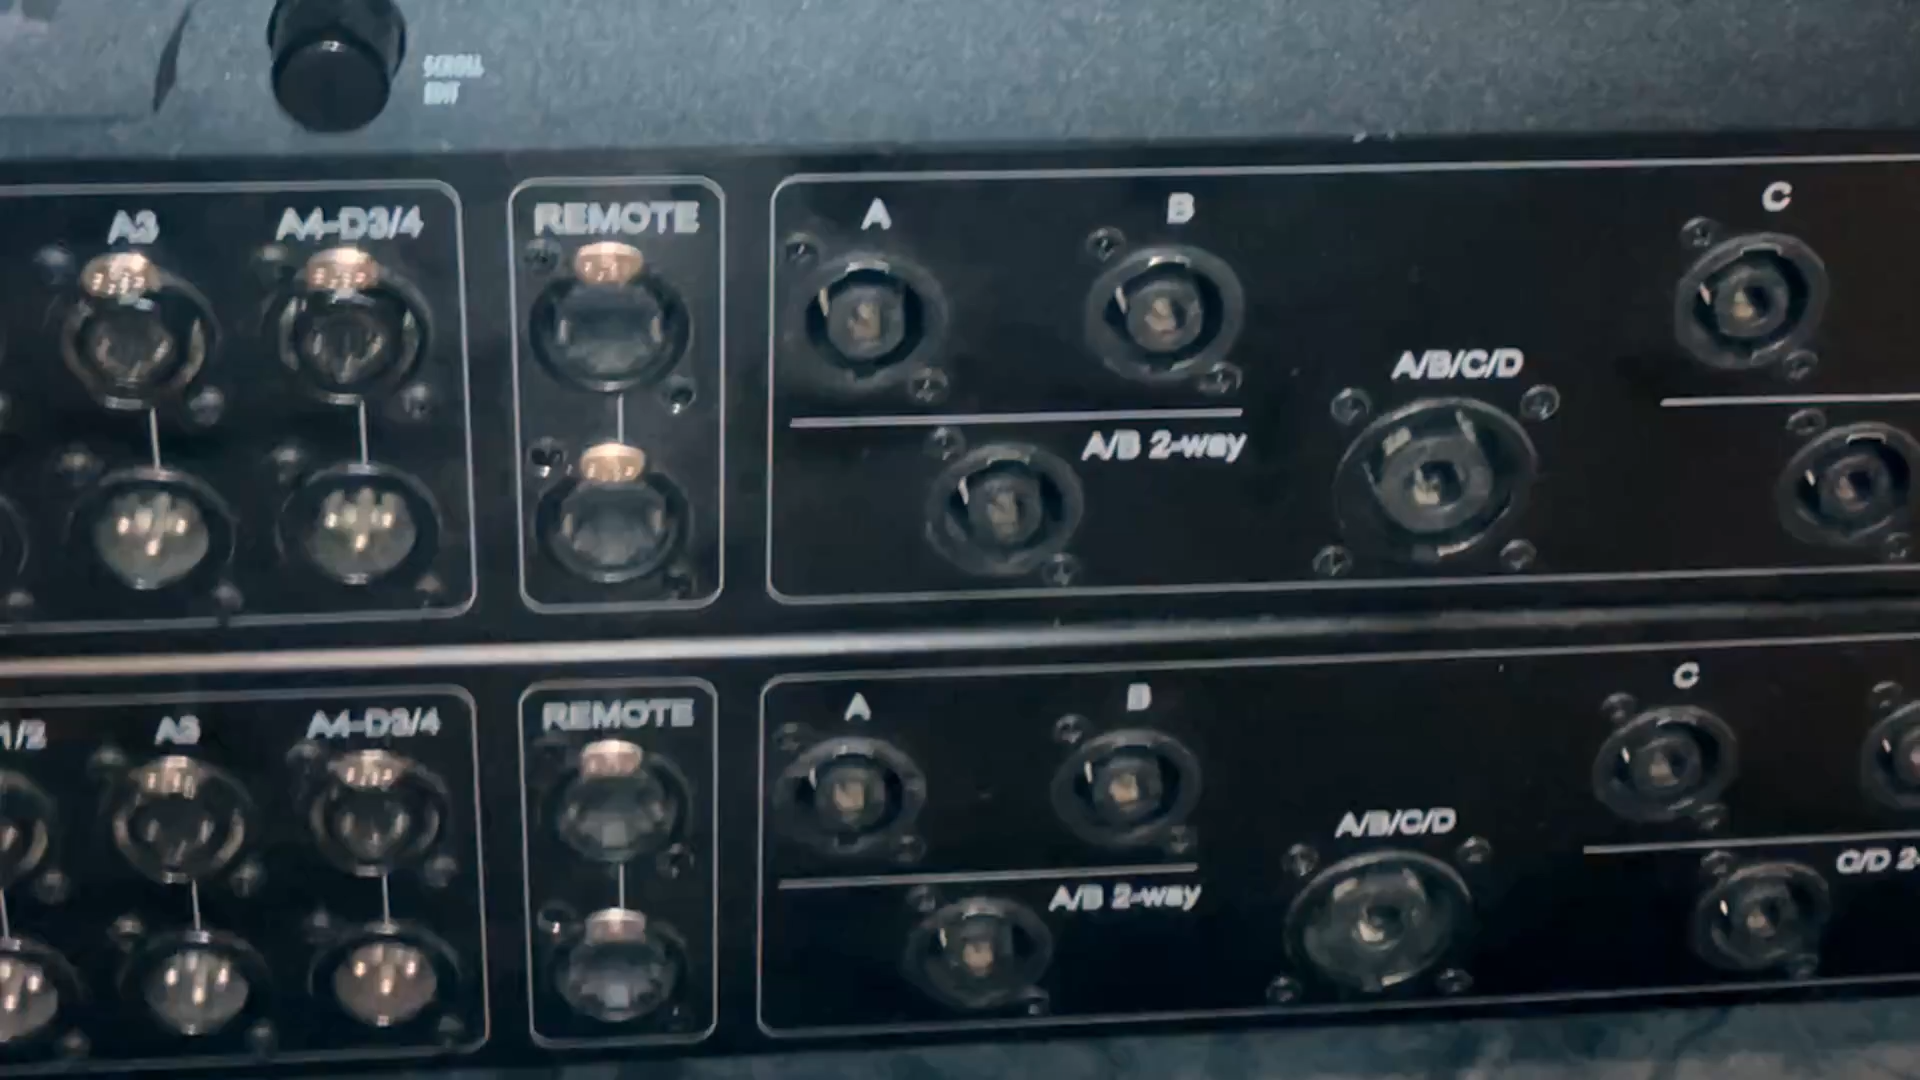 SCROLL
EDIT
A3
A4-D3/4
REMOTE
A
B
C
A/B/C/D
A/B 2-way
1/2
A3
A4-D3/4
REMOTE
A
B
C
A/B/C/D
A/B 2-way
C/D 2-